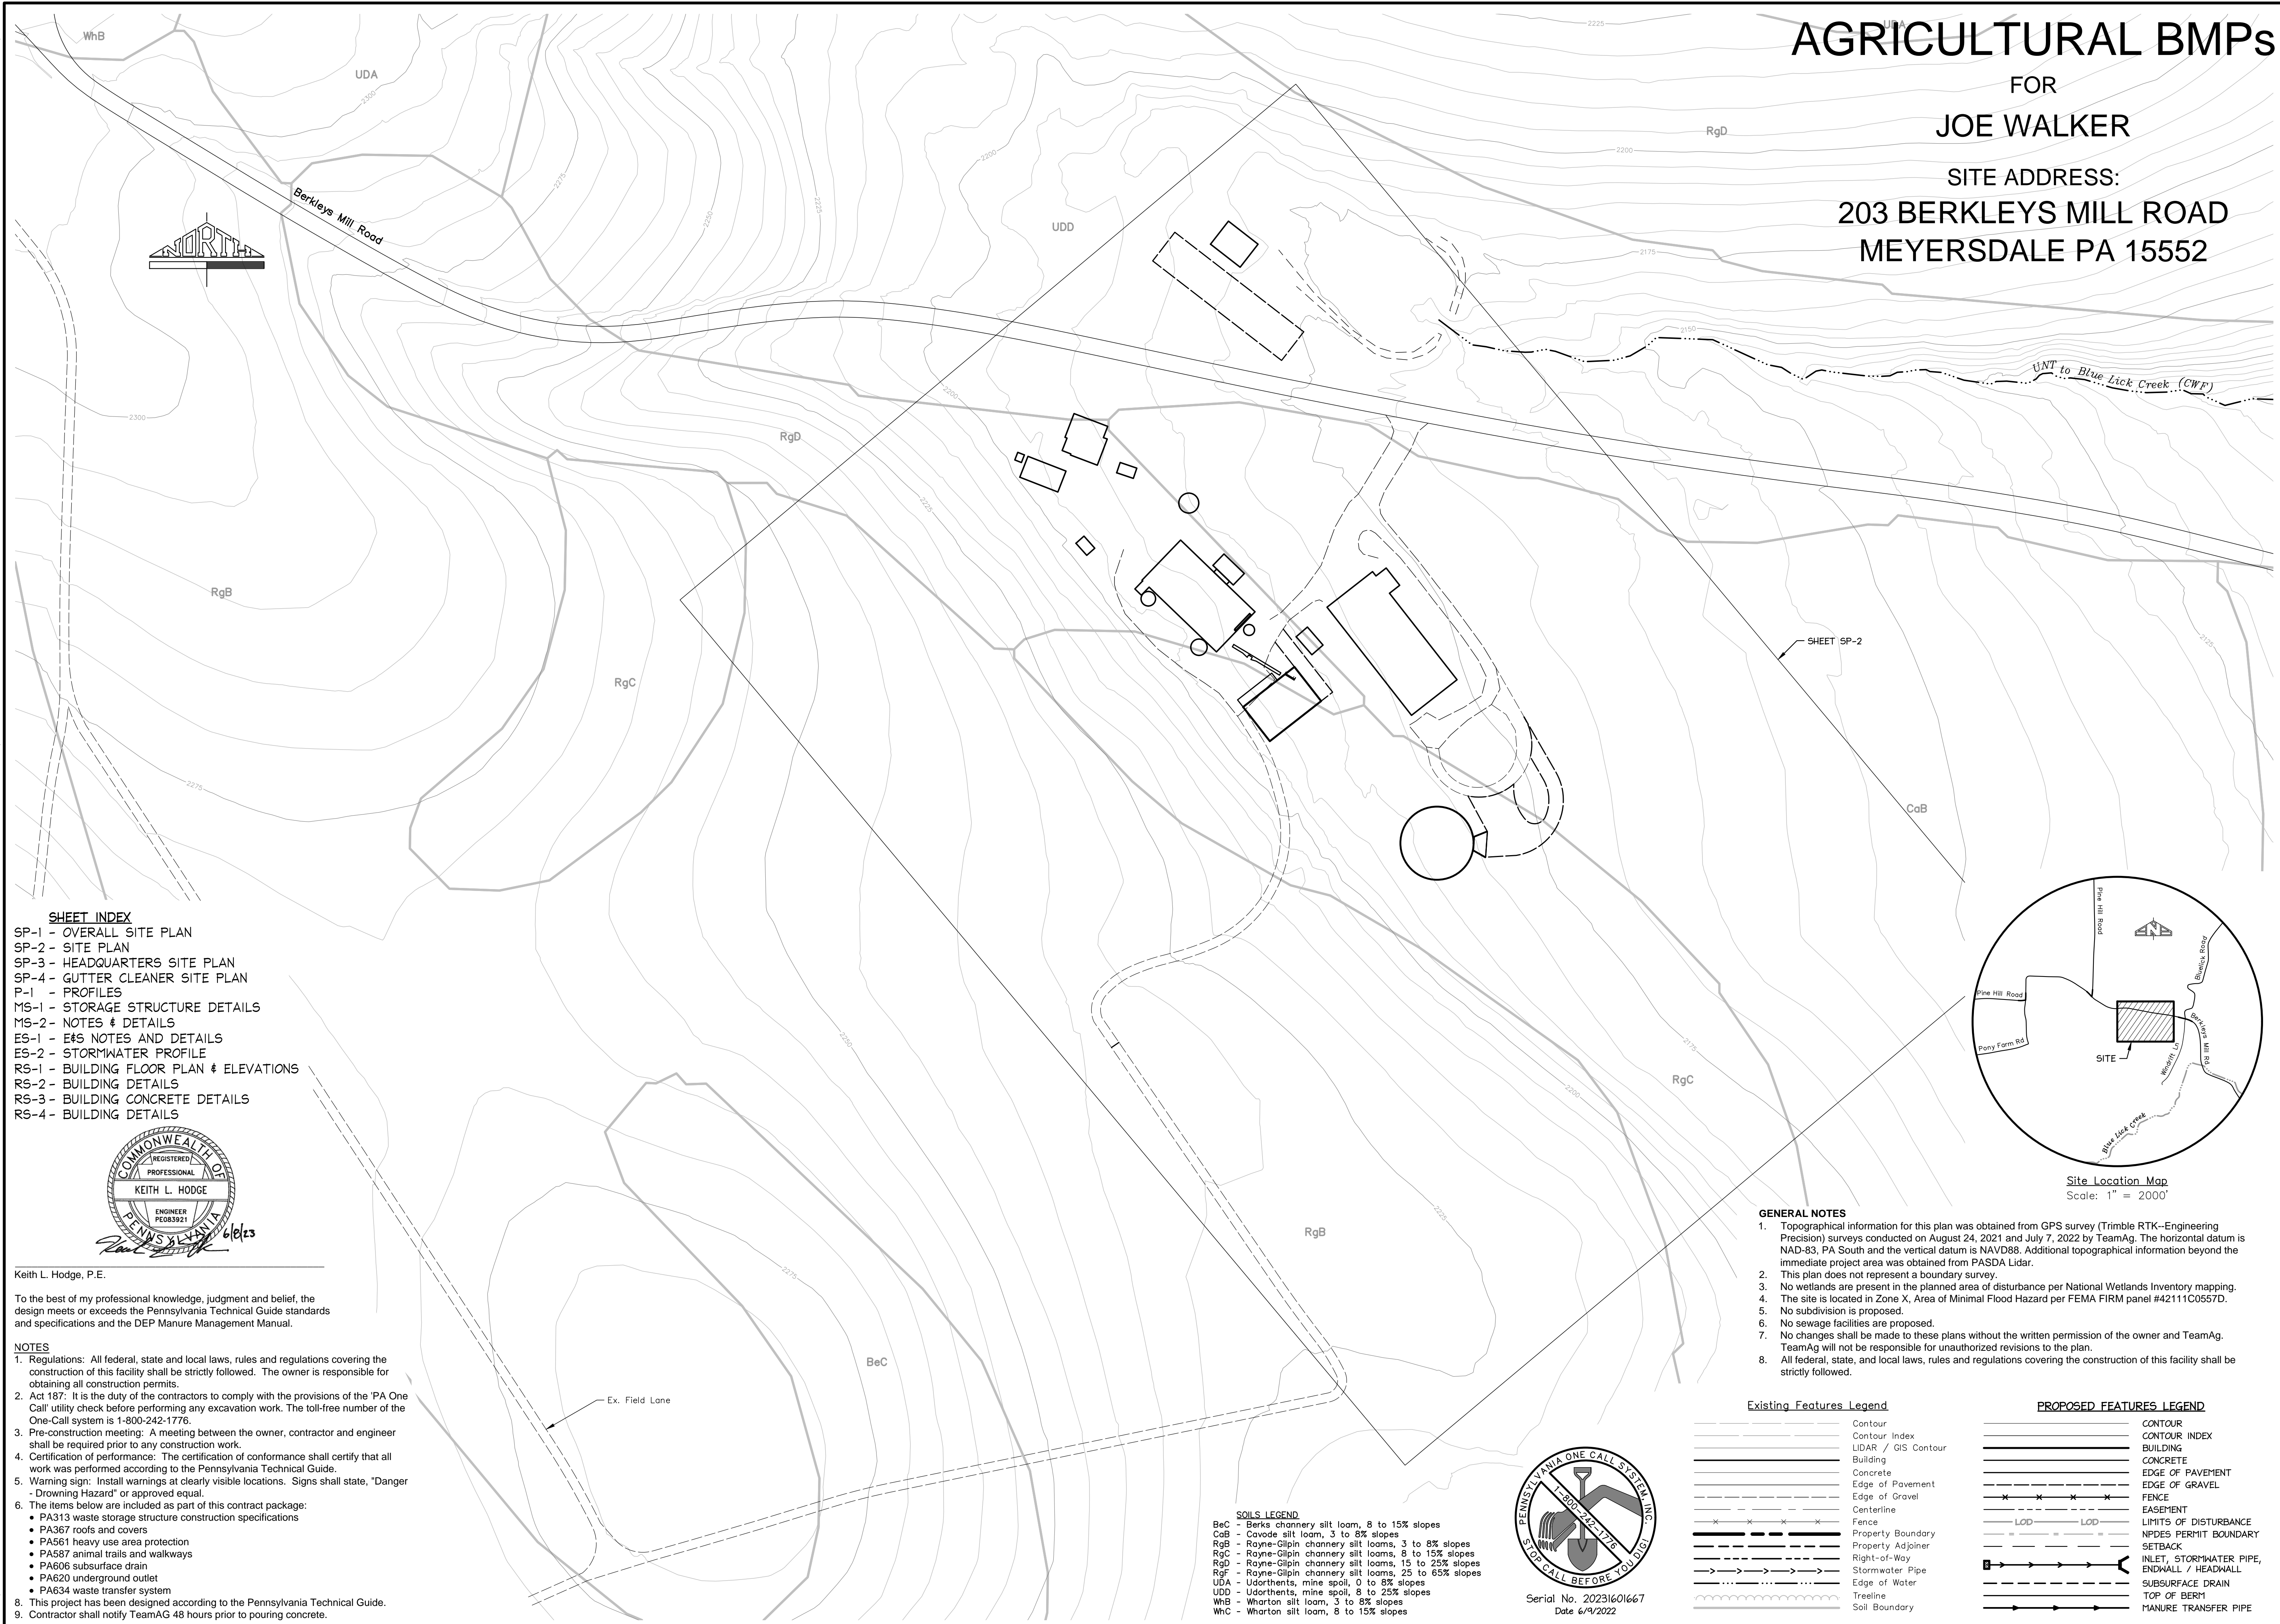 AGRICULTURAL BMPs
FOR
JOE WALKER
SITE ADDRESS:
203 BERKLEYS MILL ROAD
MEYERSDALE PA 15552
WhB
UDA
UDA
2300
2275
2250
2225
2200
2225
2200
RgD
UDD
2175
2150
Berkleys Mill Road
NORTH
UNT to Blue Lick Creek (CWF)
2300
2200
RgD
2225
RgB
RgC
SHEET SP-2
2125
2275
CaB
2250
2175
2200
RgC
2225
RgB
2275
BeC
Ex. Field Lane
SHEET INDEX
SP-1 - OVERALL SITE PLAN
SP-2 - SITE PLAN
SP-3 - HEADQUARTERS SITE PLAN
SP-4 - GUTTER CLEANER SITE PLAN
P-1 - PROFILES
MS-1 - STORAGE STRUCTURE DETAILS
MS-2 - NOTES & DETAILS
ES-1 - E&S NOTES AND DETAILS
ES-2 - STORMWATER PROFILE
RS-1 - BUILDING FLOOR PLAN & ELEVATIONS
RS-2 - BUILDING DETAILS
RS-3 - BUILDING CONCRETE DETAILS
RS-4 - BUILDING DETAILS
COMMONWEALTH OF
REGISTERED
PROFESSIONAL
KEITH L. HODGE
ENGINEER
PE083921
PENNSYLVANIA
6/8/23
Keith L. Hodge, P.E.
To the best of my professional knowledge, judgment and belief, the
design meets or exceeds the Pennsylvania Technical Guide standards
and specifications and the DEP Manure Management Manual.
NOTES
1. Regulations: All federal, state and local laws, rules and regulations covering the
construction of this facility shall be strictly followed. The owner is responsible for
obtaining all construction permits.
2. Act 187: It is the duty of the contractors to comply with the provisions of the 'PA One
Call' utility check before performing any excavation work. The toll-free number of the
One-Call system is 1-800-242-1776.
3. Pre-construction meeting: A meeting between the owner, contractor and engineer
shall be required prior to any construction work.
4. Certification of performance: The certification of conformance shall certify that all
work was performed according to the Pennsylvania Technical Guide.
5. Warning sign: Install warnings at clearly visible locations. Signs shall state, "Danger
- Drowning Hazard" or approved equal.
6. The items below are included as part of this contract package:
• PA313 waste storage structure construction specifications
• PA367 roofs and covers
• PA561 heavy use area protection
• PA587 animal trails and walkways
• PA606 subsurface drain
• PA620 underground outlet
• PA634 waste transfer system
8. This project has been designed according to the Pennsylvania Technical Guide.
9. Contractor shall notify TeamAG 48 hours prior to pouring concrete.
SOILS LEGEND
BeC - Berks channery silt loam, 8 to 15% slopes
CaB - Cavode silt loam, 3 to 8% slopes
RgB - Rayne-Gilpin channery silt loams, 3 to 8% slopes
RgC - Rayne-Gilpin channery silt loams, 8 to 15% slopes
RgD - Rayne-Gilpin channery silt loams, 15 to 25% slopes
RgF - Rayne-Gilpin channery silt loams, 25 to 65% slopes
UDA - Udorthents, mine spoil, 0 to 8% slopes
UDD - Udorthents, mine spoil, 8 to 25% slopes
WhB - Wharton silt loam, 3 to 8% slopes
WhC - Wharton silt loam, 8 to 15% slopes
PENNSYLVANIA ONE CALL SYSTEM, INC.
1-800-242-1776
STOP CALL BEFORE YOU DIG!
Serial No. 20231601667
Date 6/9/2022
Pine Hill Road
Bluelick Road
Pine Hill Road
Pony Farm Rd
Berkleys Mill Rd
SITE
Windrift Ln
Blue Lick Creek
Site Location Map
Scale: 1" = 2000'
GENERAL NOTES
1. Topographical information for this plan was obtained from GPS survey (Trimble RTK--Engineering
Precision) surveys conducted on August 24, 2021 and July 7, 2022 by TeamAg. The horizontal datum is
NAD-83, PA South and the vertical datum is NAVD88. Additional topographical information beyond the
immediate project area was obtained from PASDA Lidar.
2. This plan does not represent a boundary survey.
3. No wetlands are present in the planned area of disturbance per National Wetlands Inventory mapping.
4. The site is located in Zone X, Area of Minimal Flood Hazard per FEMA FIRM panel #42111C0557D.
5. No subdivision is proposed.
6. No sewage facilities are proposed.
7. No changes shall be made to these plans without the written permission of the owner and TeamAg.
TeamAg will not be responsible for unauthorized revisions to the plan.
8. All federal, state, and local laws, rules and regulations covering the construction of this facility shall be
strictly followed.
Existing Features Legend
Contour
Contour Index
LIDAR / GIS Contour
Building
Concrete
Edge of Pavement
Edge of Gravel
Centerline
Fence
Property Boundary
Property Adjoiner
Right-of-Way
Stormwater Pipe
Edge of Water
Treeline
Soil Boundary
PROPOSED FEATURES LEGEND
CONTOUR
CONTOUR INDEX
BUILDING
CONCRETE
EDGE OF PAVEMENT
EDGE OF GRAVEL
FENCE
EASEMENT
LOD LOD LIMITS OF DISTURBANCE
NPDES PERMIT BOUNDARY
SETBACK
INLET, STORMWATER PIPE,
ENDWALL / HEADWALL
SUBSURFACE DRAIN
TOP OF BERM
MANURE TRANSFER PIPE